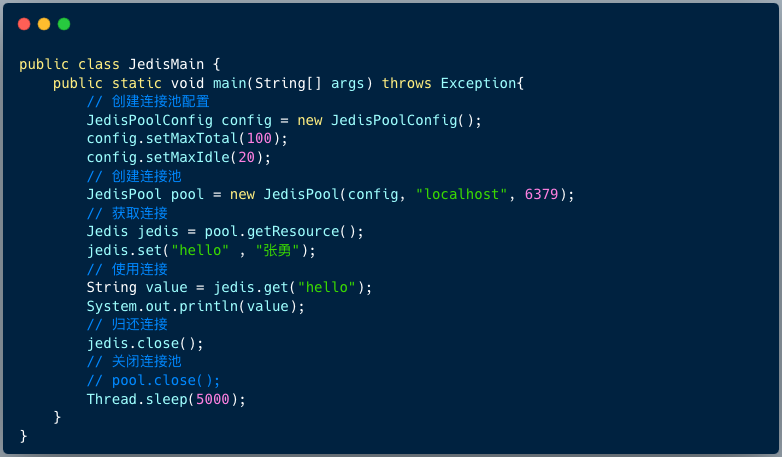 public class JedisMain {
    public static void main(String[] args) throws Exception{
        // 创建连接池配置
        JedisPoolConfig config = new JedisPoolConfig();
        config.setMaxTotal(100);
        config.setMaxIdle(20);
        // 创建连接池
        JedisPool pool = new JedisPool(config, "localhost", 6379);
        // 获取连接
        Jedis jedis = pool.getResource();
        jedis.set("hello" , "张勇");
        // 使用连接
        String value = jedis.get("hello");
        System.out.println(value);
        // 归还连接
        jedis.close();
        // 关闭连接池
        // pool.close();
        Thread.sleep(5000);
    }
}